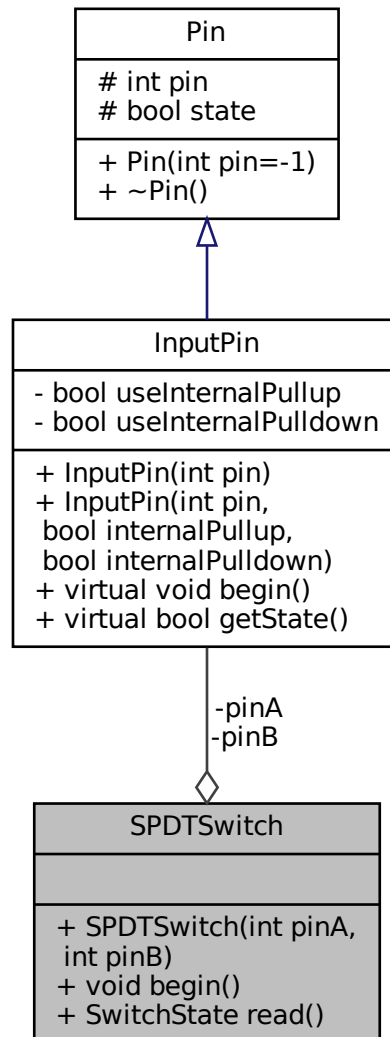 Pin
# int pin
# bool state
+ Pin(int pin=-1)
+ ~Pin()
InputPin
- bool useInternalPullup
- bool useInternalPulldown
+ InputPin(int pin)
+ InputPin(int pin,
bool internalPullup,
bool internalPulldown)
+ virtual void begin()
+ virtual bool getState()
-pinA
-pinB
SPDTSwitch
+ SPDTSwitch(int pinA,
int pinB)
+ void begin()
+ SwitchState read()